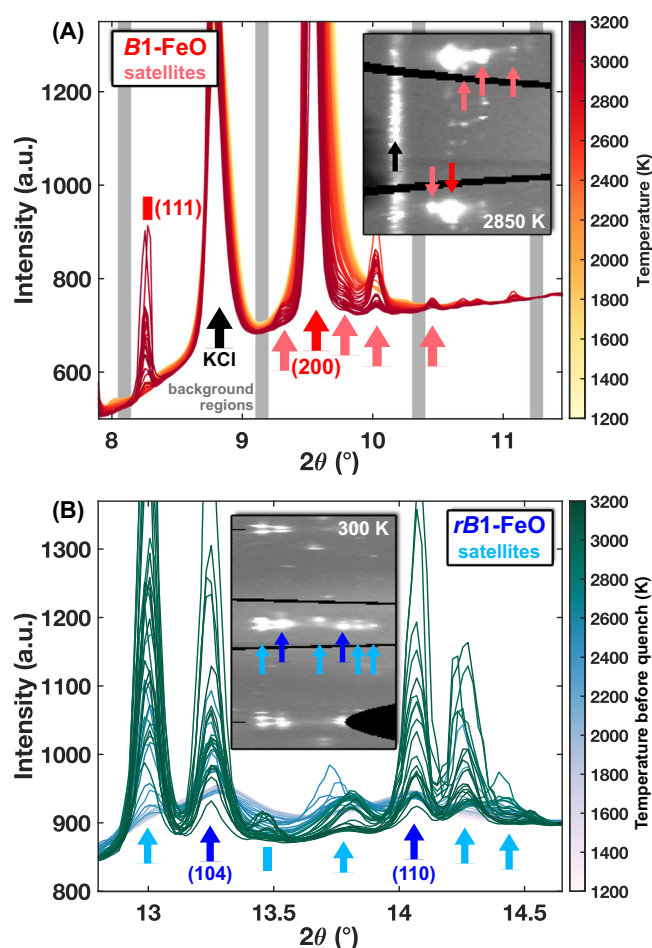 (A)
B1-FeO
satellites
1200
1000
800
600
Intensity (a.u.)
(111)
KCl
(200)
background
regions
2850 K
8
9
10
11
2θ (°)
3200
3000
2800
2600
2400
2200
2000
1800
1600
1400
1200
Temperature (K)
(B)
300 K
rB1-FeO
satellites
1300
1200
1100
1000
900
800
Intensity (a.u.)
(104)
(110)
13
13.5
14
14.5
2θ (°)
3200
3000
2800
2600
2400
2200
2000
1800
1600
1400
1200
Temperature before quench (K)